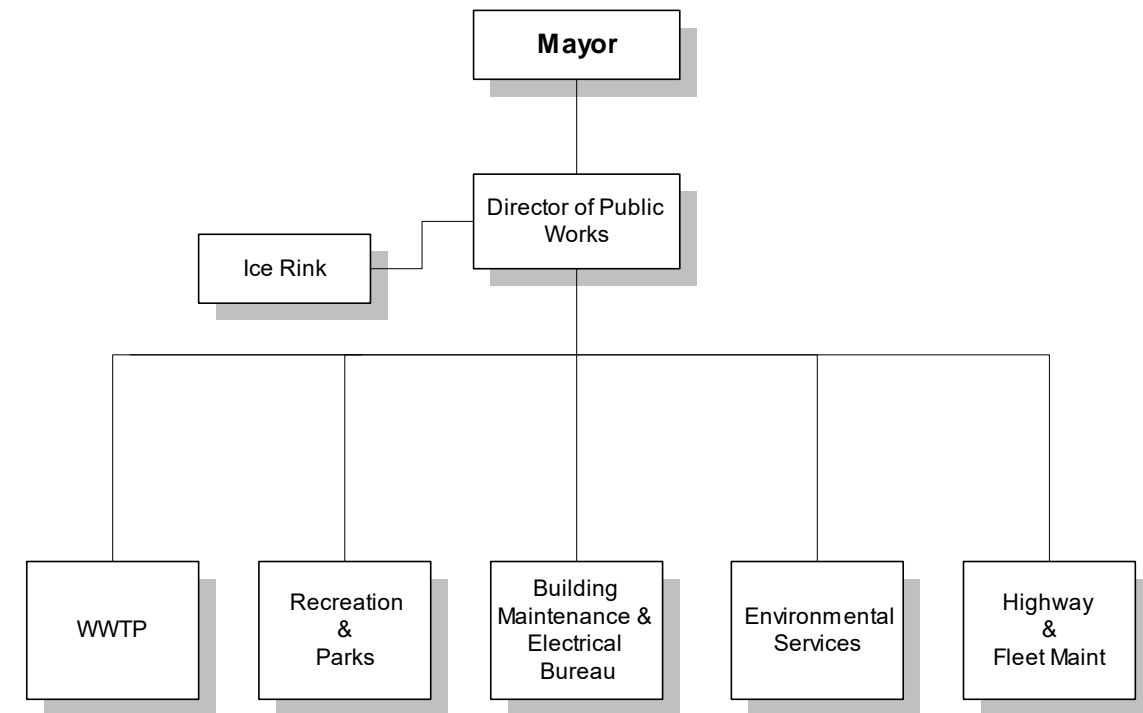 Mayor
Director of Public
Works
Ice Rink
WWTP
Recreation
&
Parks
Building
Maintenance &
Electrical
Bureau
Environmental
Services
Highway
&
Fleet Maint